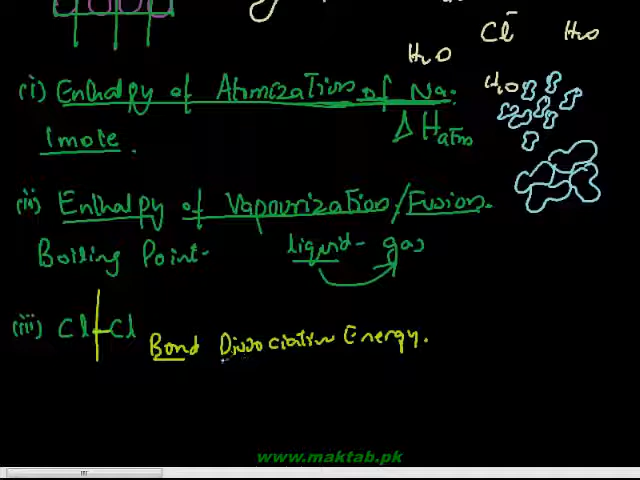 Cl⁻ H₂O
H₂O
(i) Enthalpy of Atomization of Na. H₂O
1mole. ΔHatm
(ii) Enthalpy of Vapourization/Fusion.
Boiling Point- liquid- gas
(iii) Cl-Cl Bond Dissociation Energy.
www.maktab.pk